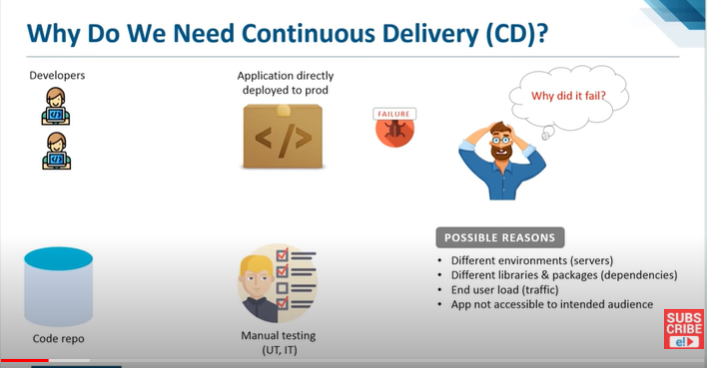 Why Do We Need Continuous Delivery (CD)?
Developers
Application directly
deployed to prod
FAILURE
Why did it fail?
</>
Code repo
Manual testing
(UT, IT)
POSSIBLE REASONS
• Different environments (servers)
• Different libraries & packages (dependencies)
• End user load (traffic)
• App not accessible to intended audience
SUBS
CRIBE
e!